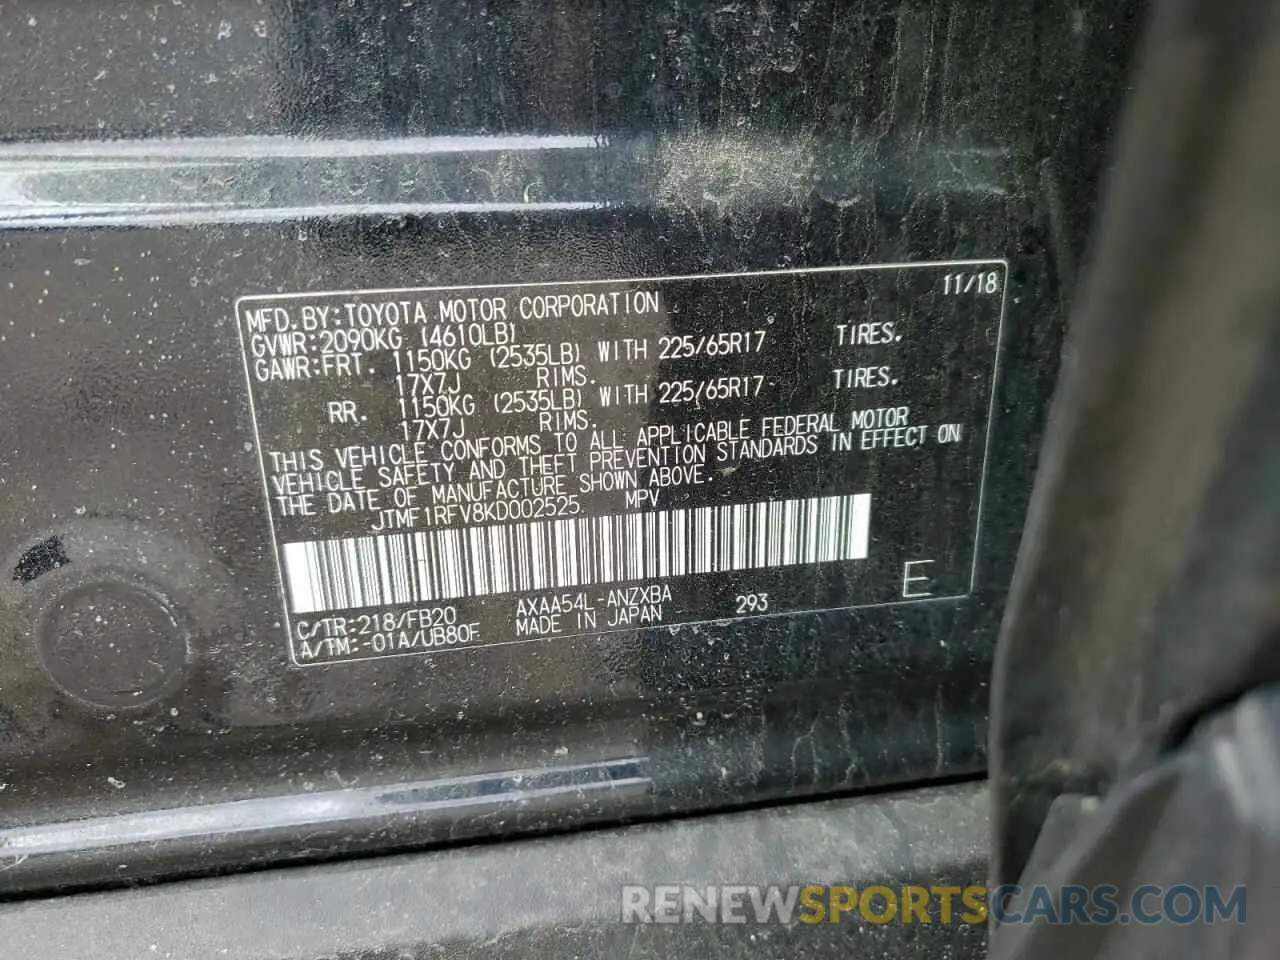 11/18
MFD.BY:TOYOTA MOTOR CORPORATION
GVWR:2090KG (4610LB)
GAWR:FRT. 1150KG (2535LB) WITH 225/65R17 TIRES.
17X7J RIMS.
RR. 1150KG (2535LB) WITH 225/65R17 TIRES.
17X7J RIMS.
THIS VEHICLE CONFORMS TO ALL APPLICABLE FEDERAL MOTOR
VEHICLE SAFETY AND THEFT PREVENTION STANDARDS IN EFFECT ON
THE DATE OF MANUFACTURE SHOWN ABOVE.
JTMF1RFV8KD002525 MPV
C/TR:218/FB20 AXAA54L-ANZXBA 293 E
A/TM:-01A/UB80F MADE IN JAPAN
RENEWSPORTSCARS.COM